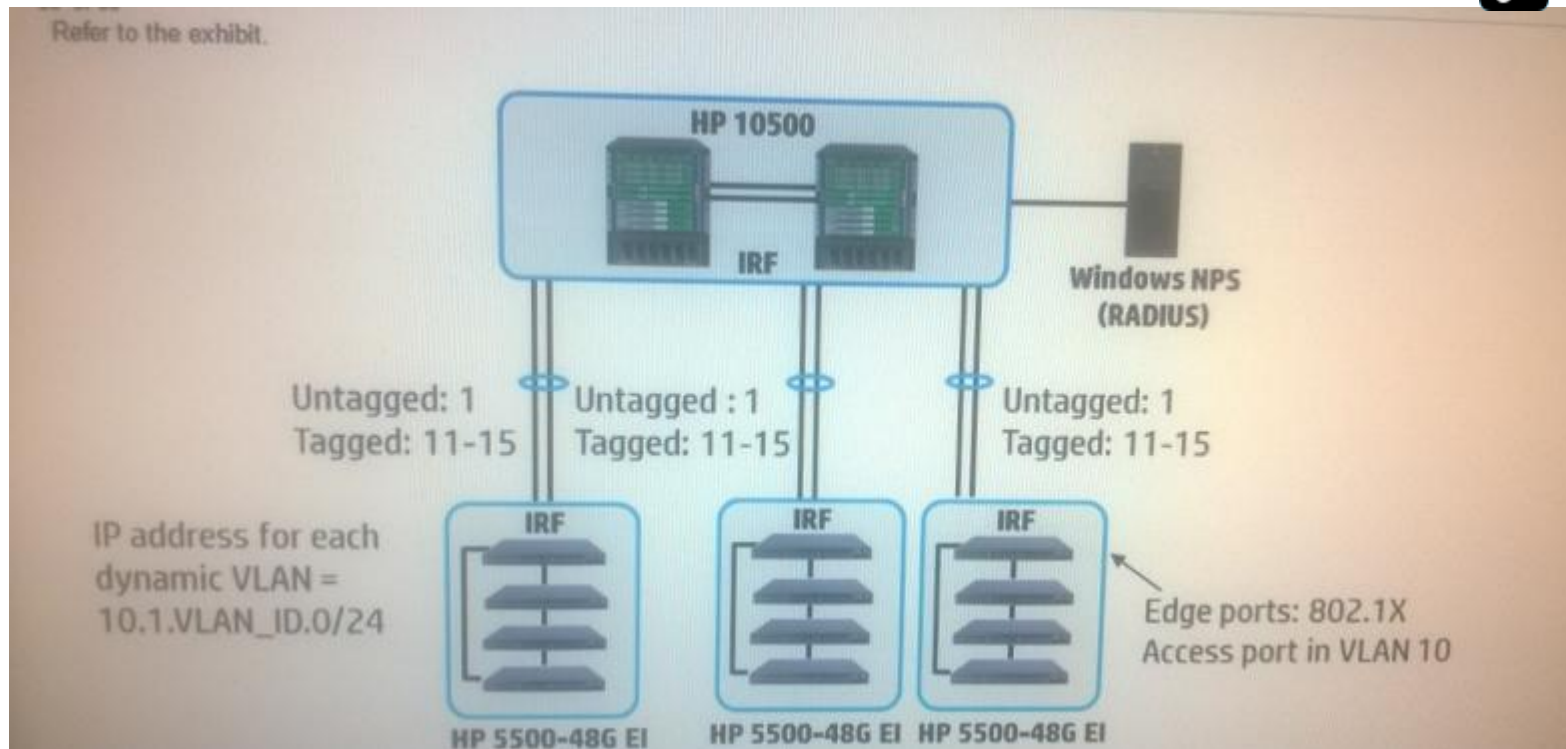 Refer to the exhibit.
HP 10500
IRF
Windows NPS
(RADIUS)
Untagged: 1
Tagged: 11-15
Untagged : 1
Tagged: 11-15
Untagged: 1
Tagged: 11-15
IP address for each
dynamic VLAN =
10.1.VLAN_ID.0/24
IRF
IRF
IRF
Edge ports: 802.1X
Access port in VLAN 10
HP 5500-48G EI
HP 5500-48G EI
HP 5500-48G EI